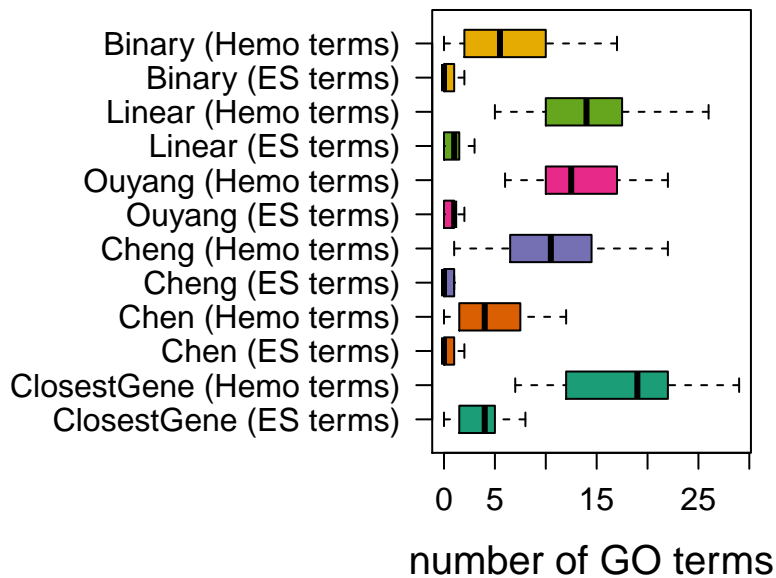 Binary (Hemo terms)
Binary (ES terms)
Linear (Hemo terms)
Linear (ES terms)
Ouyang (Hemo terms)
Ouyang (ES terms)
Cheng (Hemo terms)
Cheng (ES terms)
Chen (Hemo terms)
Chen (ES terms)
ClosestGene (Hemo terms)
ClosestGene (ES terms)
0 5 15 25
number of GO terms